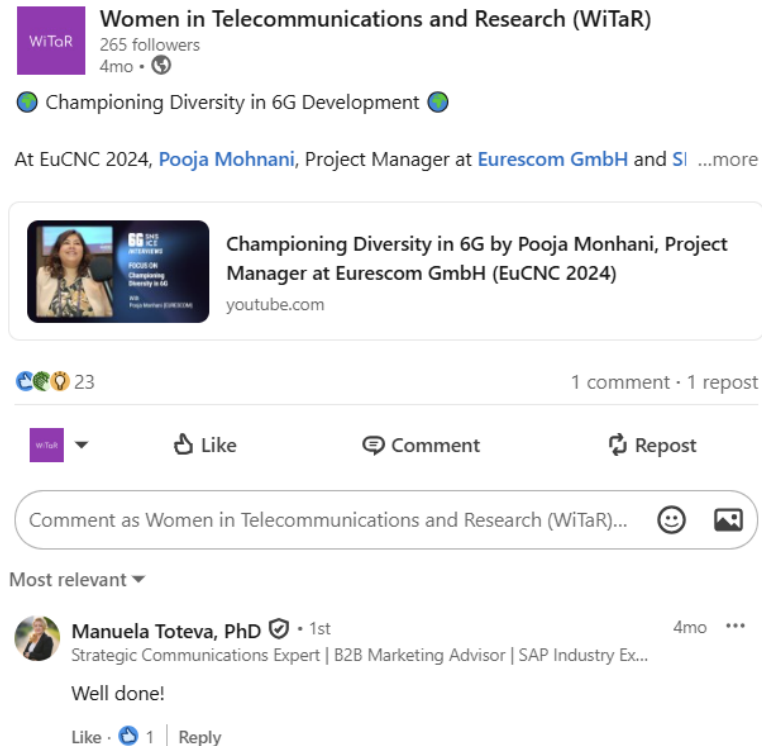 WiTaR
Women in Telecommunications and Research (WiTaR)
265 followers
4mo •
Championing Diversity in 6G Development
At EuCNC 2024, Pooja Mohnani, Project Manager at Eurescom GmbH and SI ...more
6G SNS
ICE
INTERVIEWS
FOCUS ON
Championing
Diversity in 6G
With
Pooja Monhani (EURESCOM)
Championing Diversity in 6G by Pooja Monhani, Project
Manager at Eurescom GmbH (EuCNC 2024)
youtube.com
23
1 comment · 1 repost
WiTaR
Like
Comment
Repost
Comment as Women in Telecommunications and Research (WiTaR)...
Most relevant
Manuela Toteva, PhD • 1st
4mo ...
Strategic Communications Expert | B2B Marketing Advisor | SAP Industry Ex...
Well done!
Like · 1 | Reply